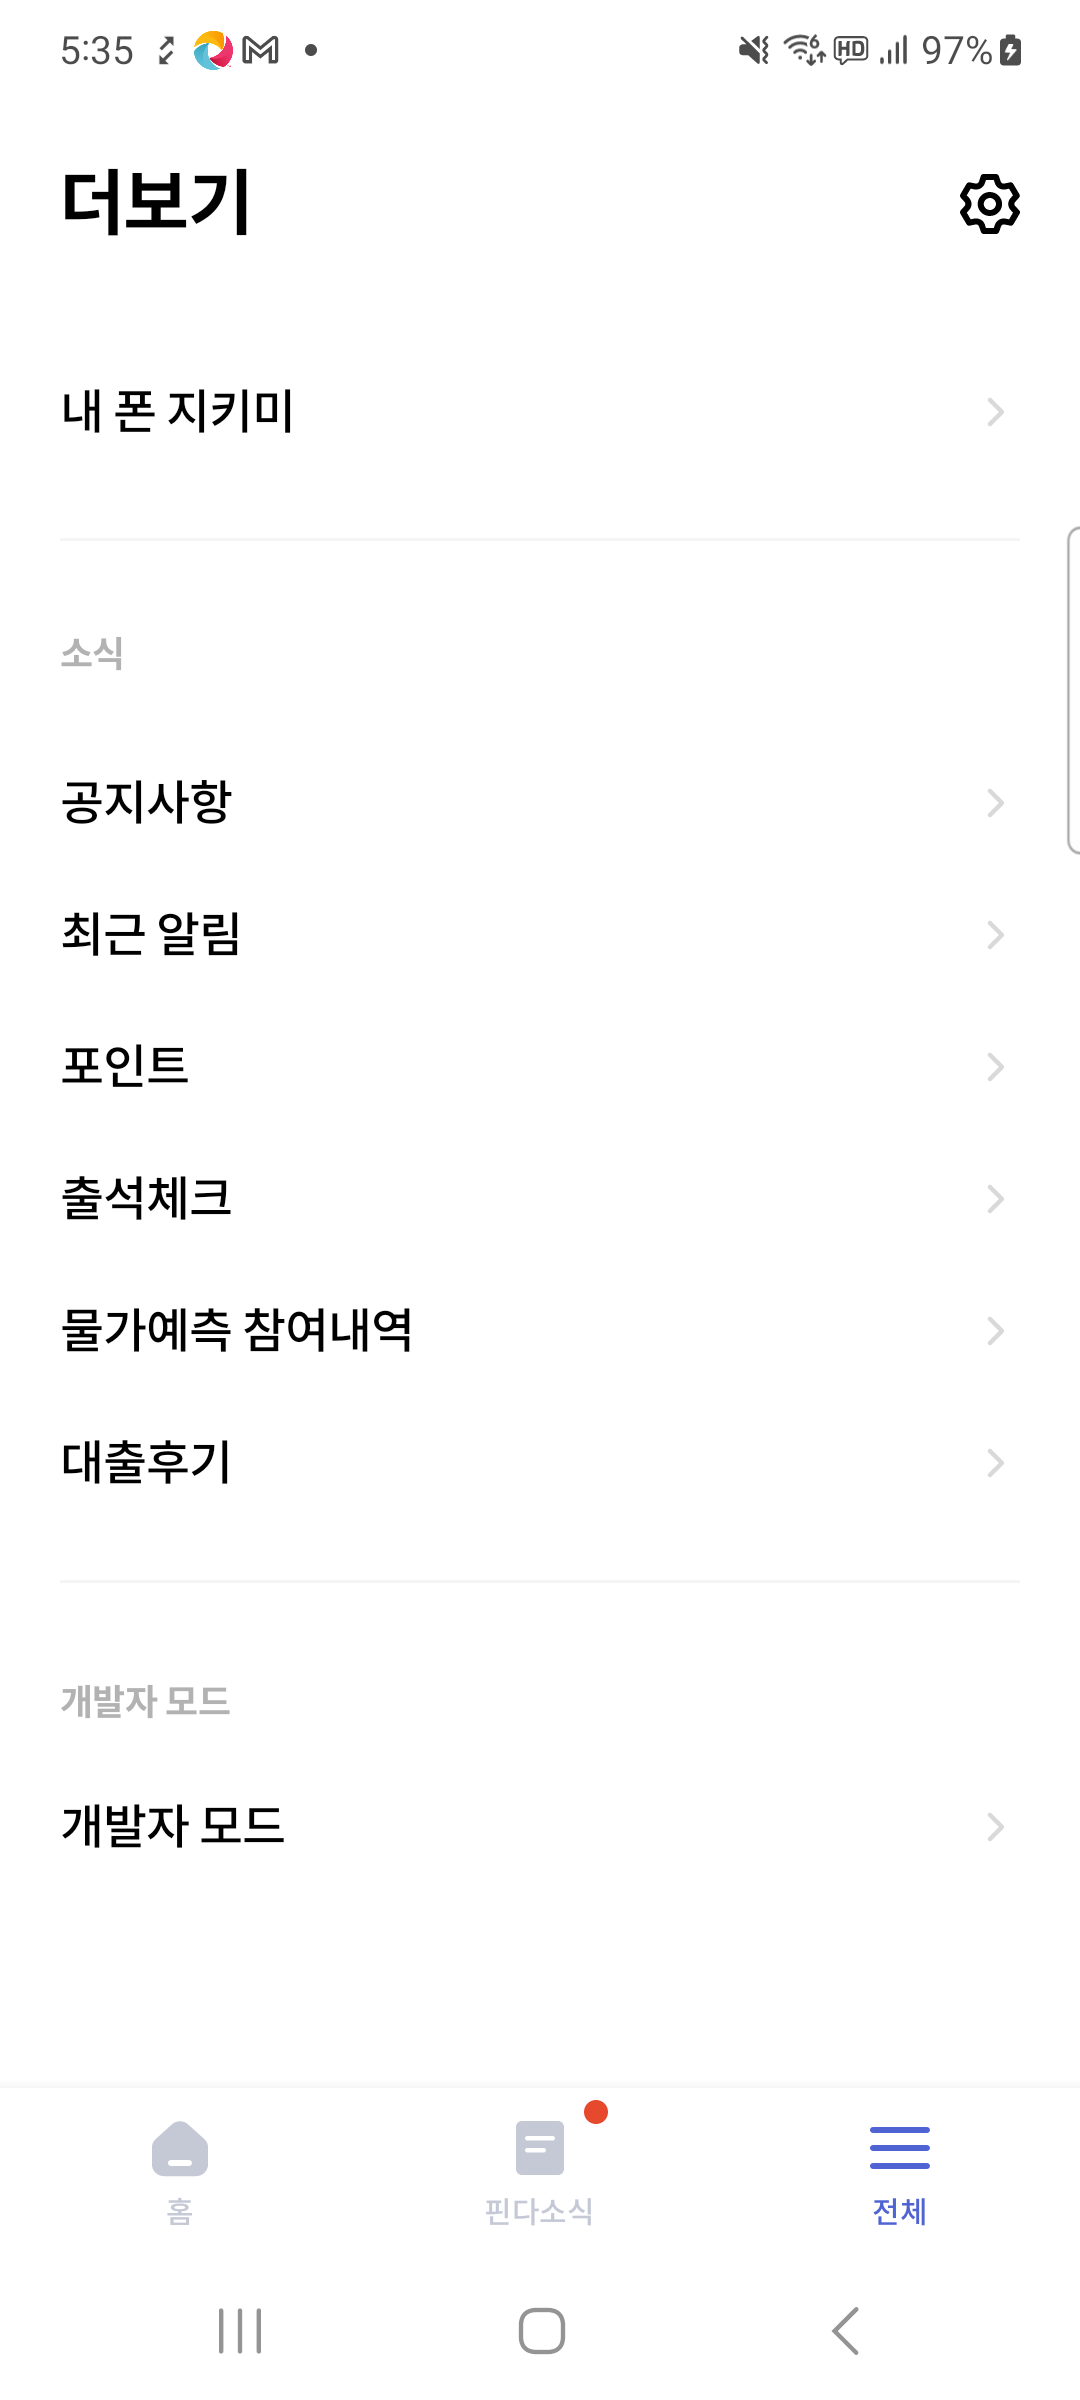 5:35
HD
97%
더보기
내 폰 지키미
소식
공지사항
최근 알림
포인트
출석체크
물가예측 참여내역
대출후기
개발자 모드
개발자 모드
홈
핀다소식
전체